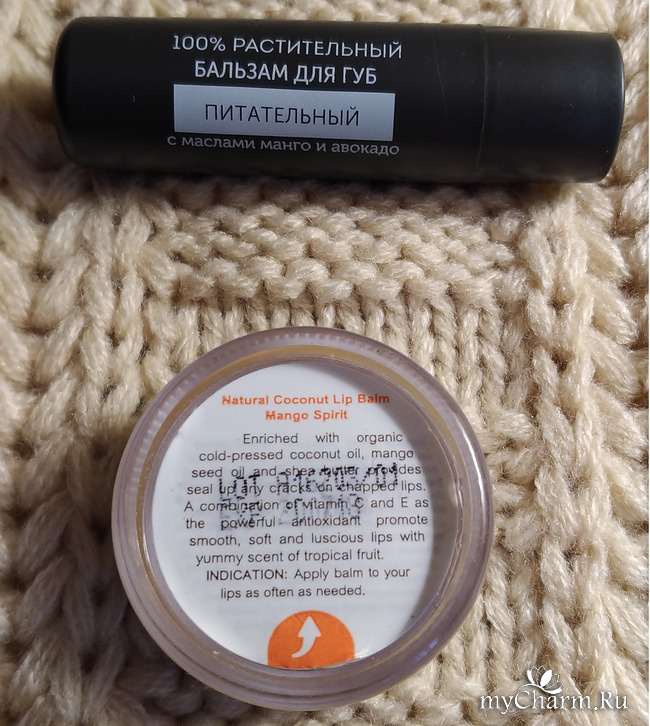 100% РАСТИТЕЛЬНЫЙ
БАЛЬЗАМ ДЛЯ ГУБ
ПИТАТЕЛЬНЫЙ
с маслами манго и авокадо
Natural Coconut Lip Balm
Mango Spirit
Enriched with organic
cold-pressed coconut oil, mango
seed oil and shea butter provides
seal up any cracks on chapped lips.
A combination of vitamin C and E as
the powerful antioxidant promote
smooth, soft and luscious lips with
yummy scent of tropical fruit.
INDICATION: Apply balm to your
lips as often as needed.
myCharm.Ru